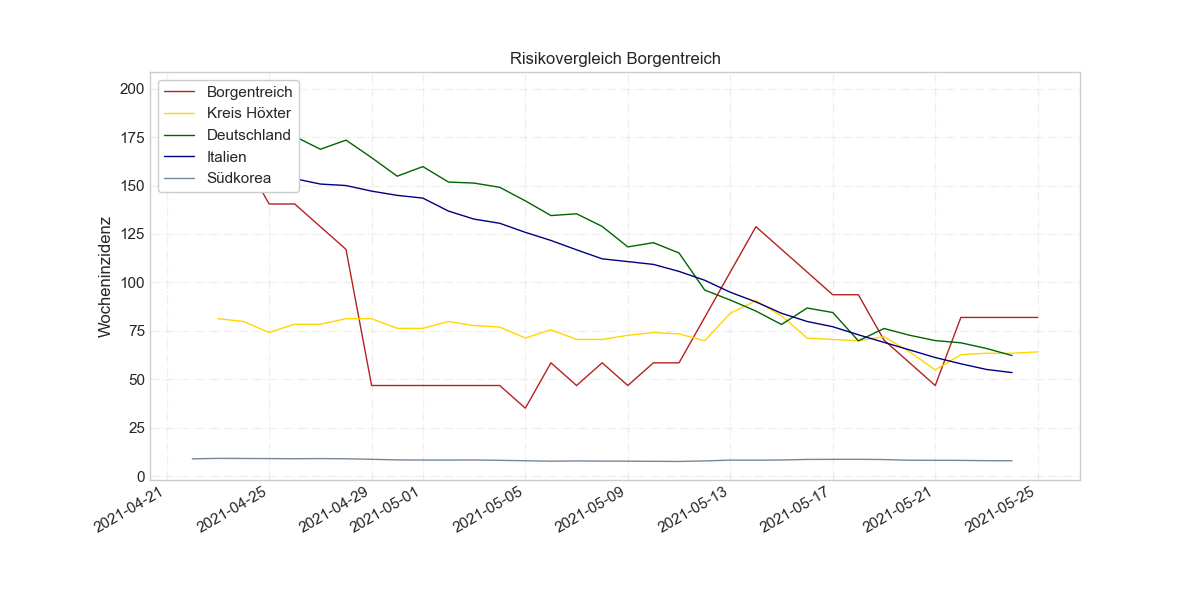 Risikovergleich Borgentreich
Borgentreich
Kreis Höxter
Deutschland
Italien
Südkorea
Wocheninzidenz
200
175
150
125
100
75
50
25
0
2021-04-21
2021-04-25
2021-04-29
2021-05-01
2021-05-05
2021-05-09
2021-05-13
2021-05-17
2021-05-21
2021-05-25